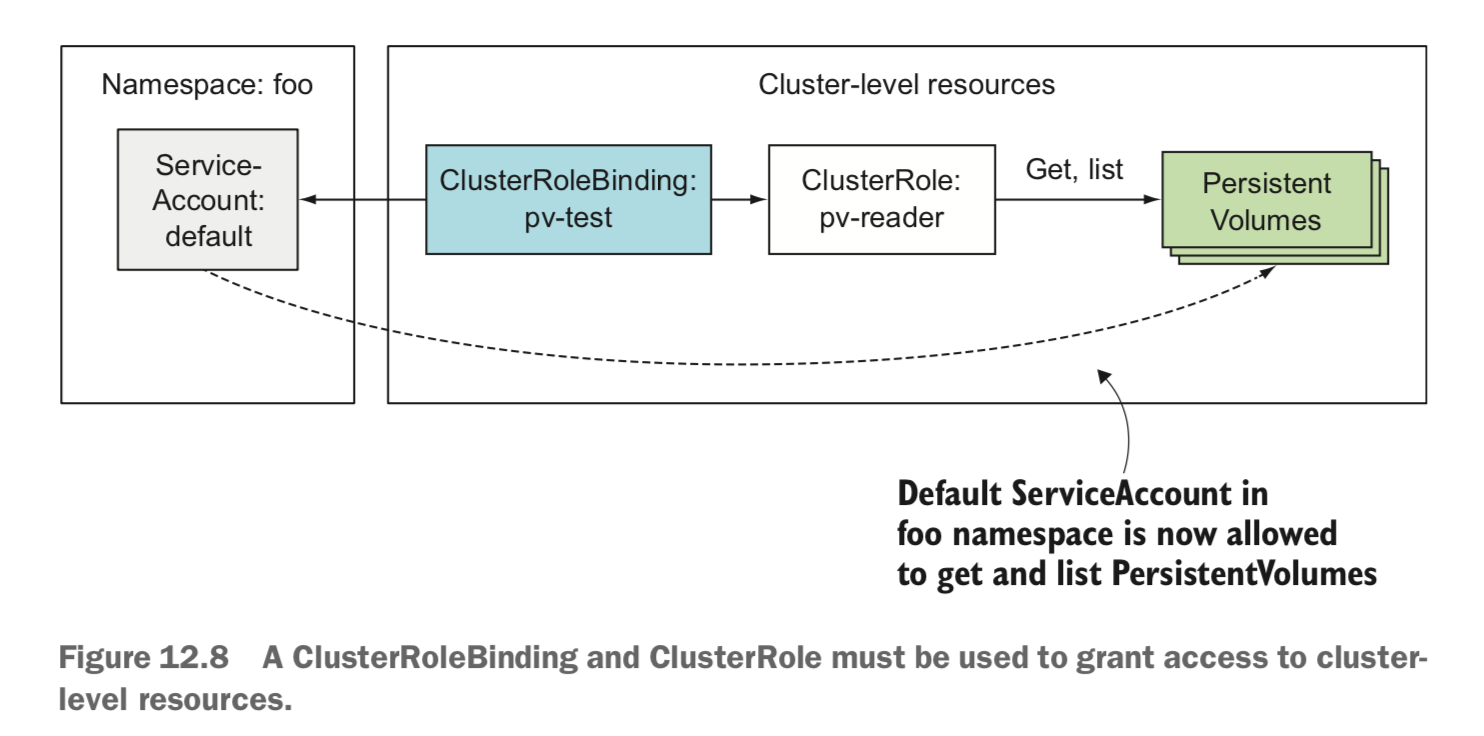 Namespace: foo
Cluster-level resources
Service-
Account:
default
ClusterRoleBinding:
pv-test
ClusterRole:
pv-reader
Get, list
Persistent
Volumes
Default ServiceAccount in
foo namespace is now allowed
to get and list PersistentVolumes
Figure 12.8 A ClusterRoleBinding and ClusterRole must be used to grant access to cluster-
level resources.